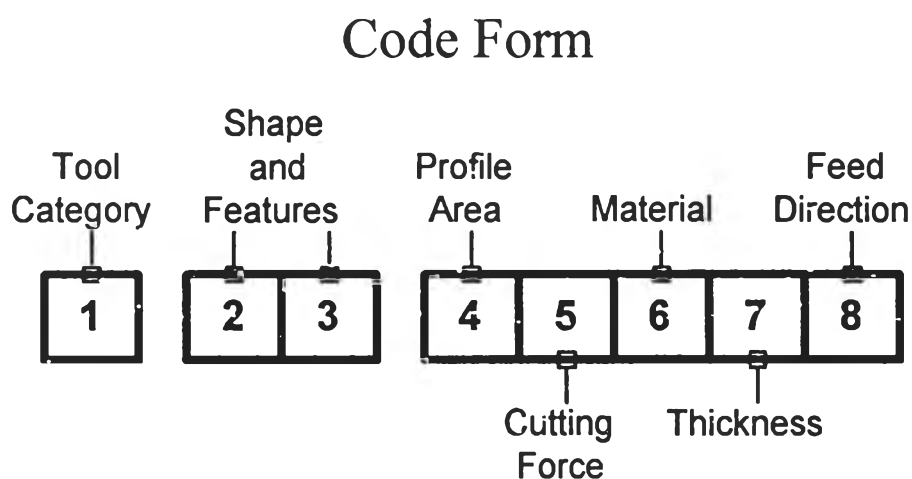 Code Form
Shape
and
Features
Tool
Category
Profile
Area
Material
Feed
Direction
1 2 3 4 5 6 7 8
Cutting
Force
Thickness